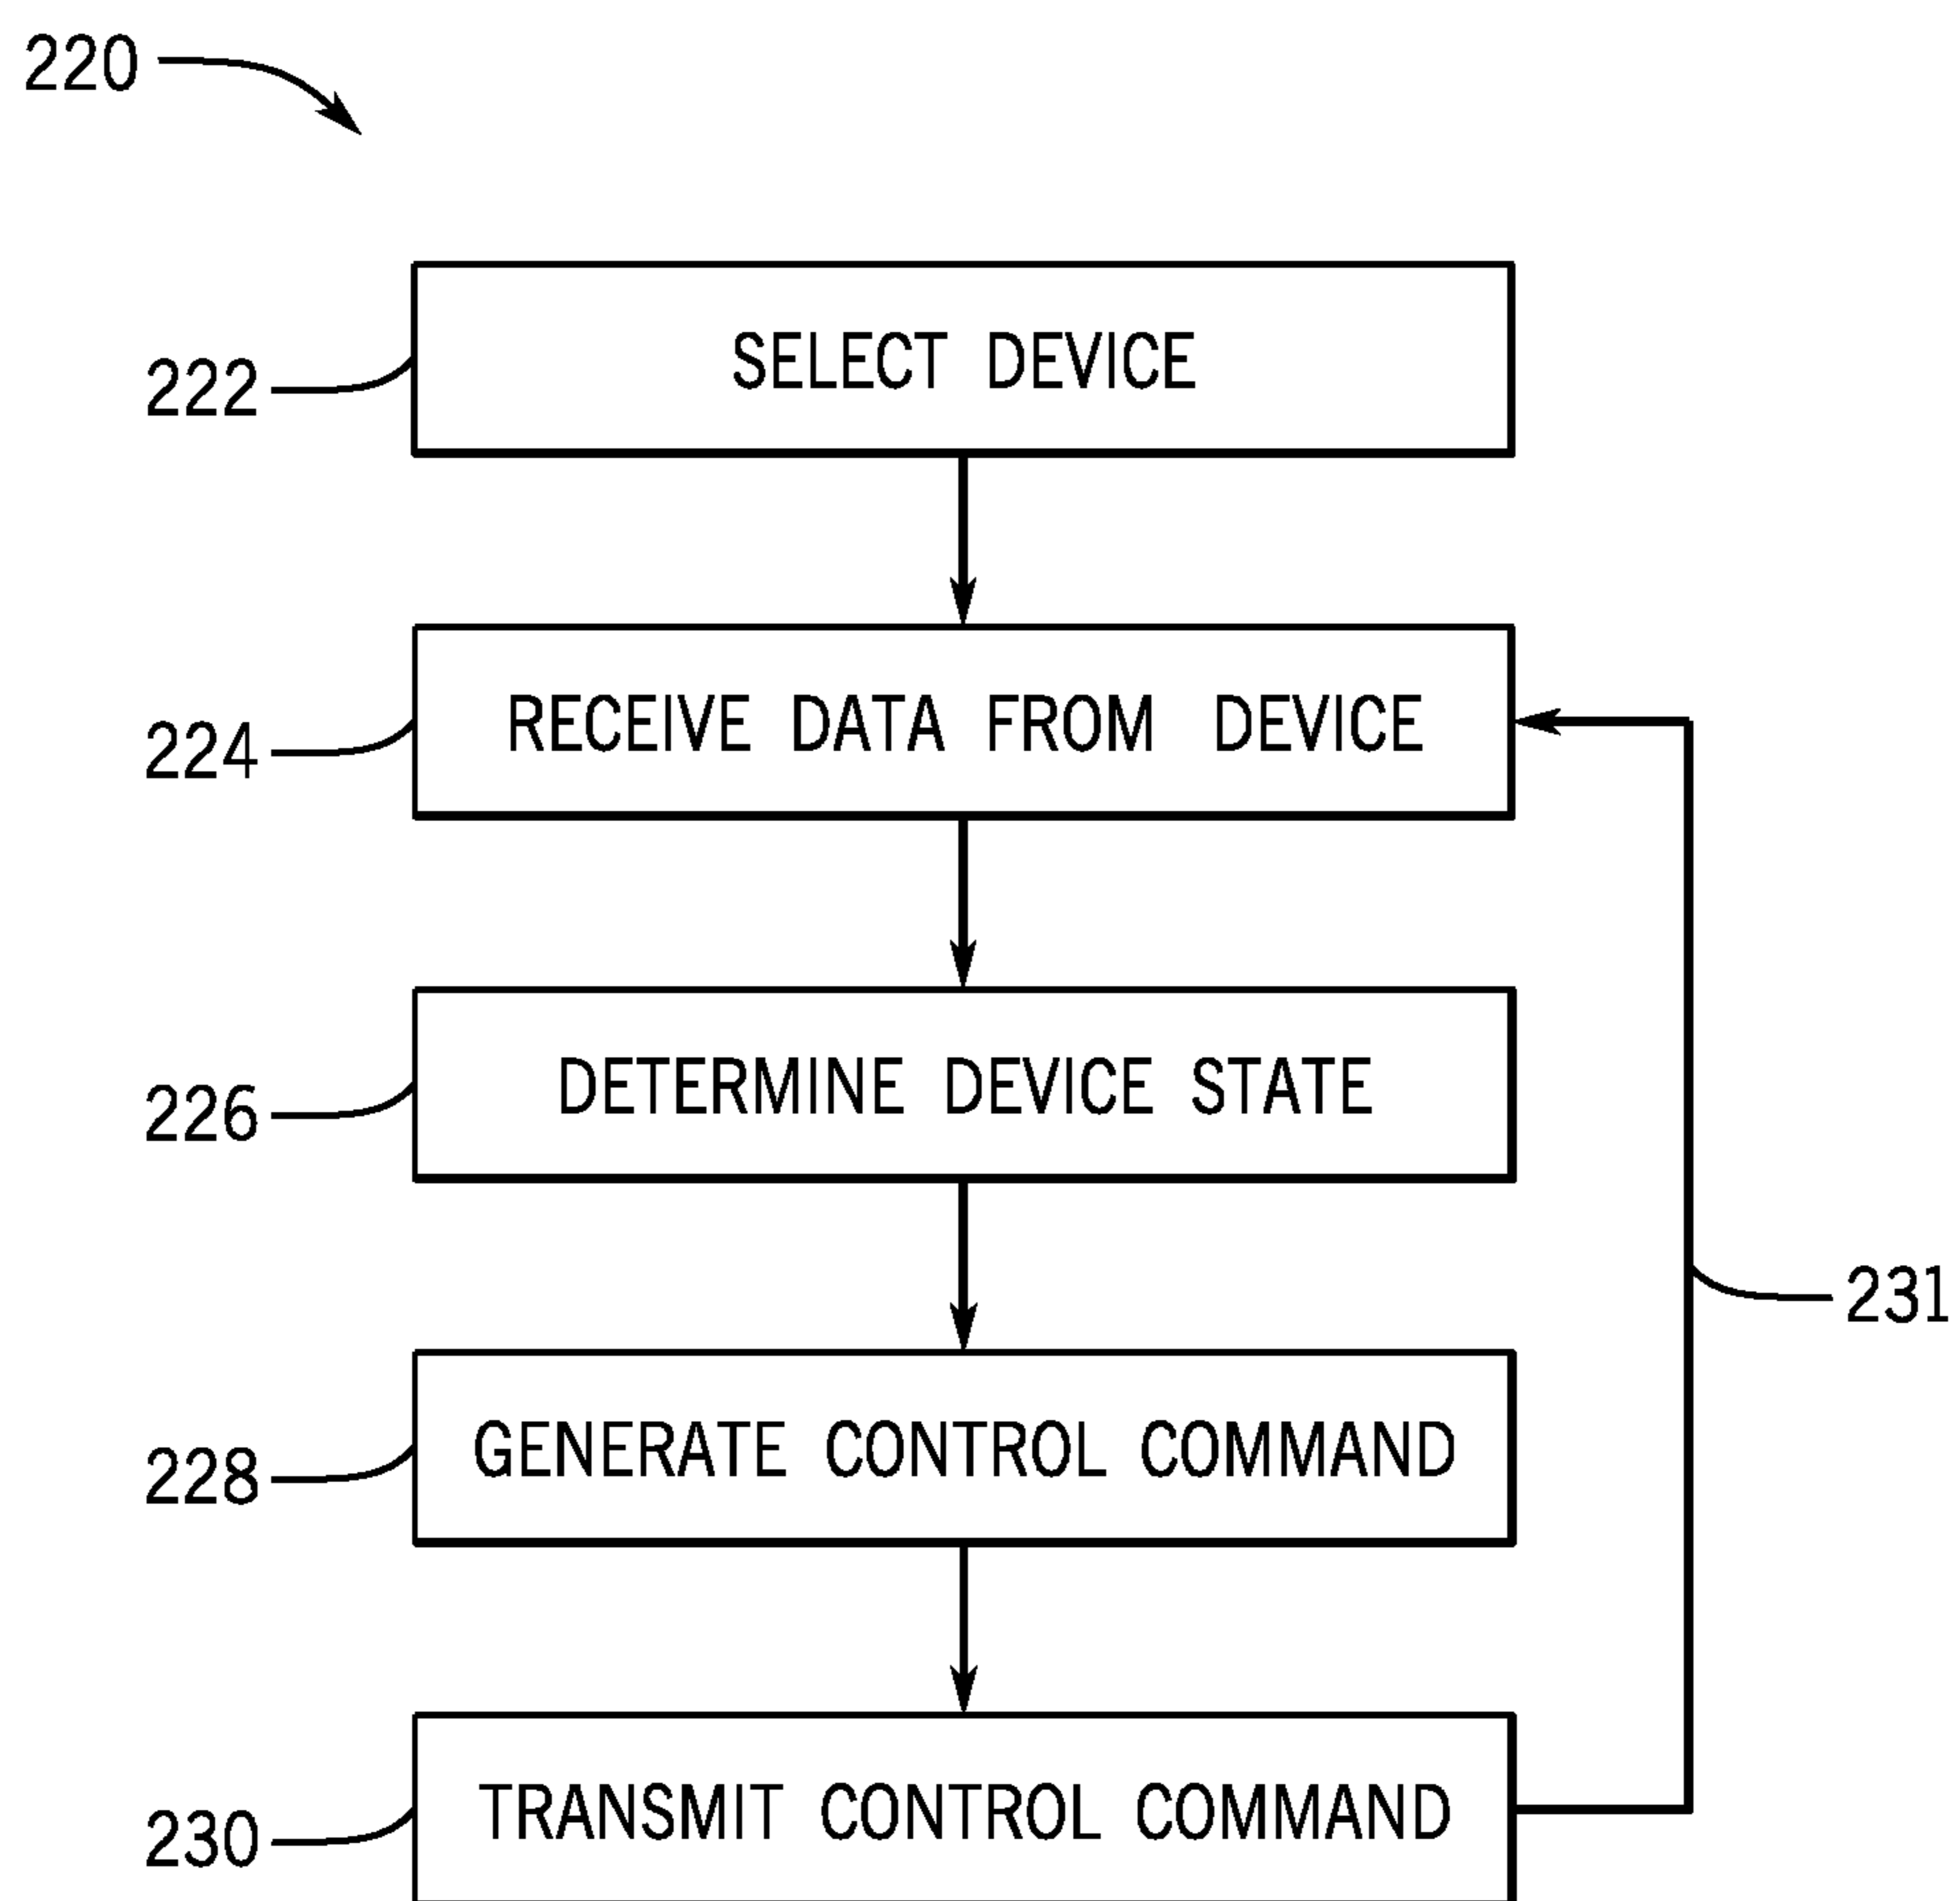 220
SELECT DEVICE
222
RECEIVE DATA FROM DEVICE
224
DETERMINE DEVICE STATE
226
231
GENERATE CONTROL COMMAND
228
TRANSMIT CONTROL COMMAND
230